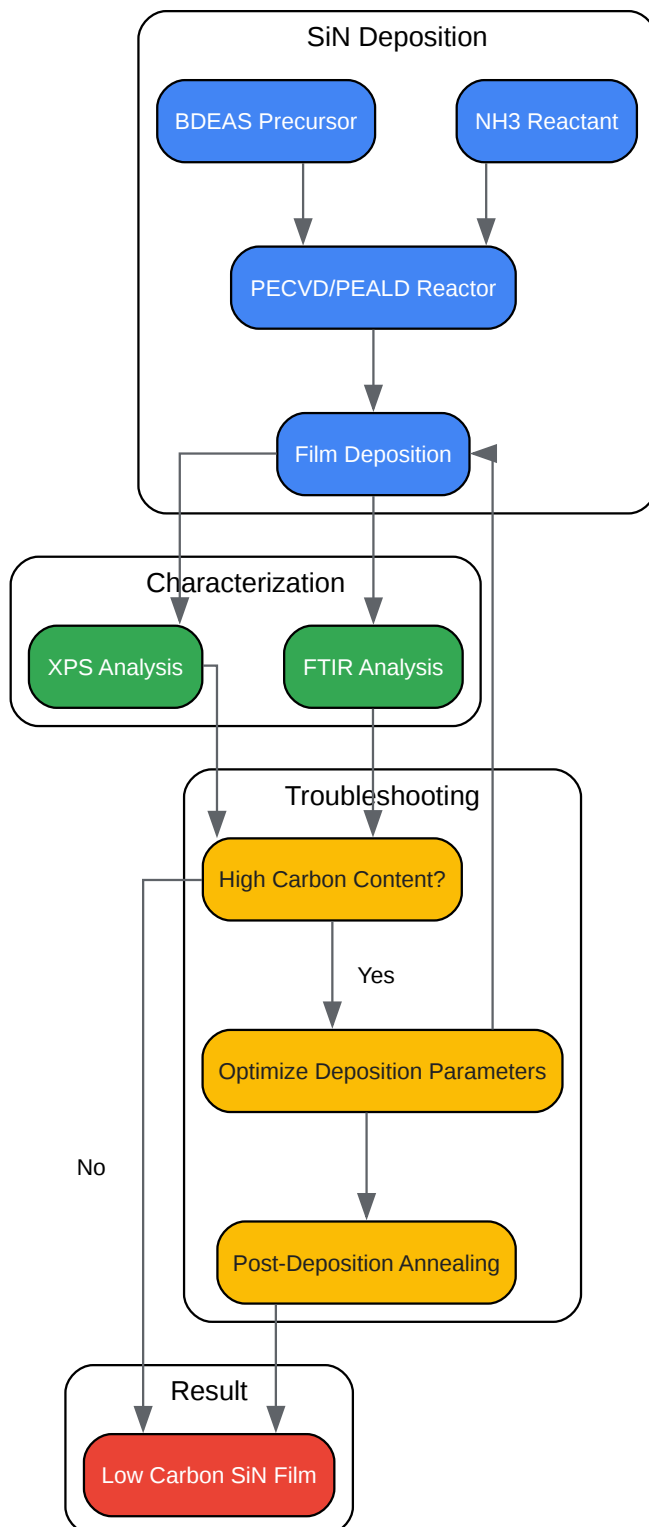 SiN Deposition
BDEAS Precursor
NH3 Reactant
PECVD/PEALD Reactor
Film Deposition
Characterization
XPS Analysis
FTIR Analysis
Troubleshooting
High Carbon Content?
Yes
Optimize Deposition Parameters
No
Post-Deposition Annealing
Result
Low Carbon SiN Film